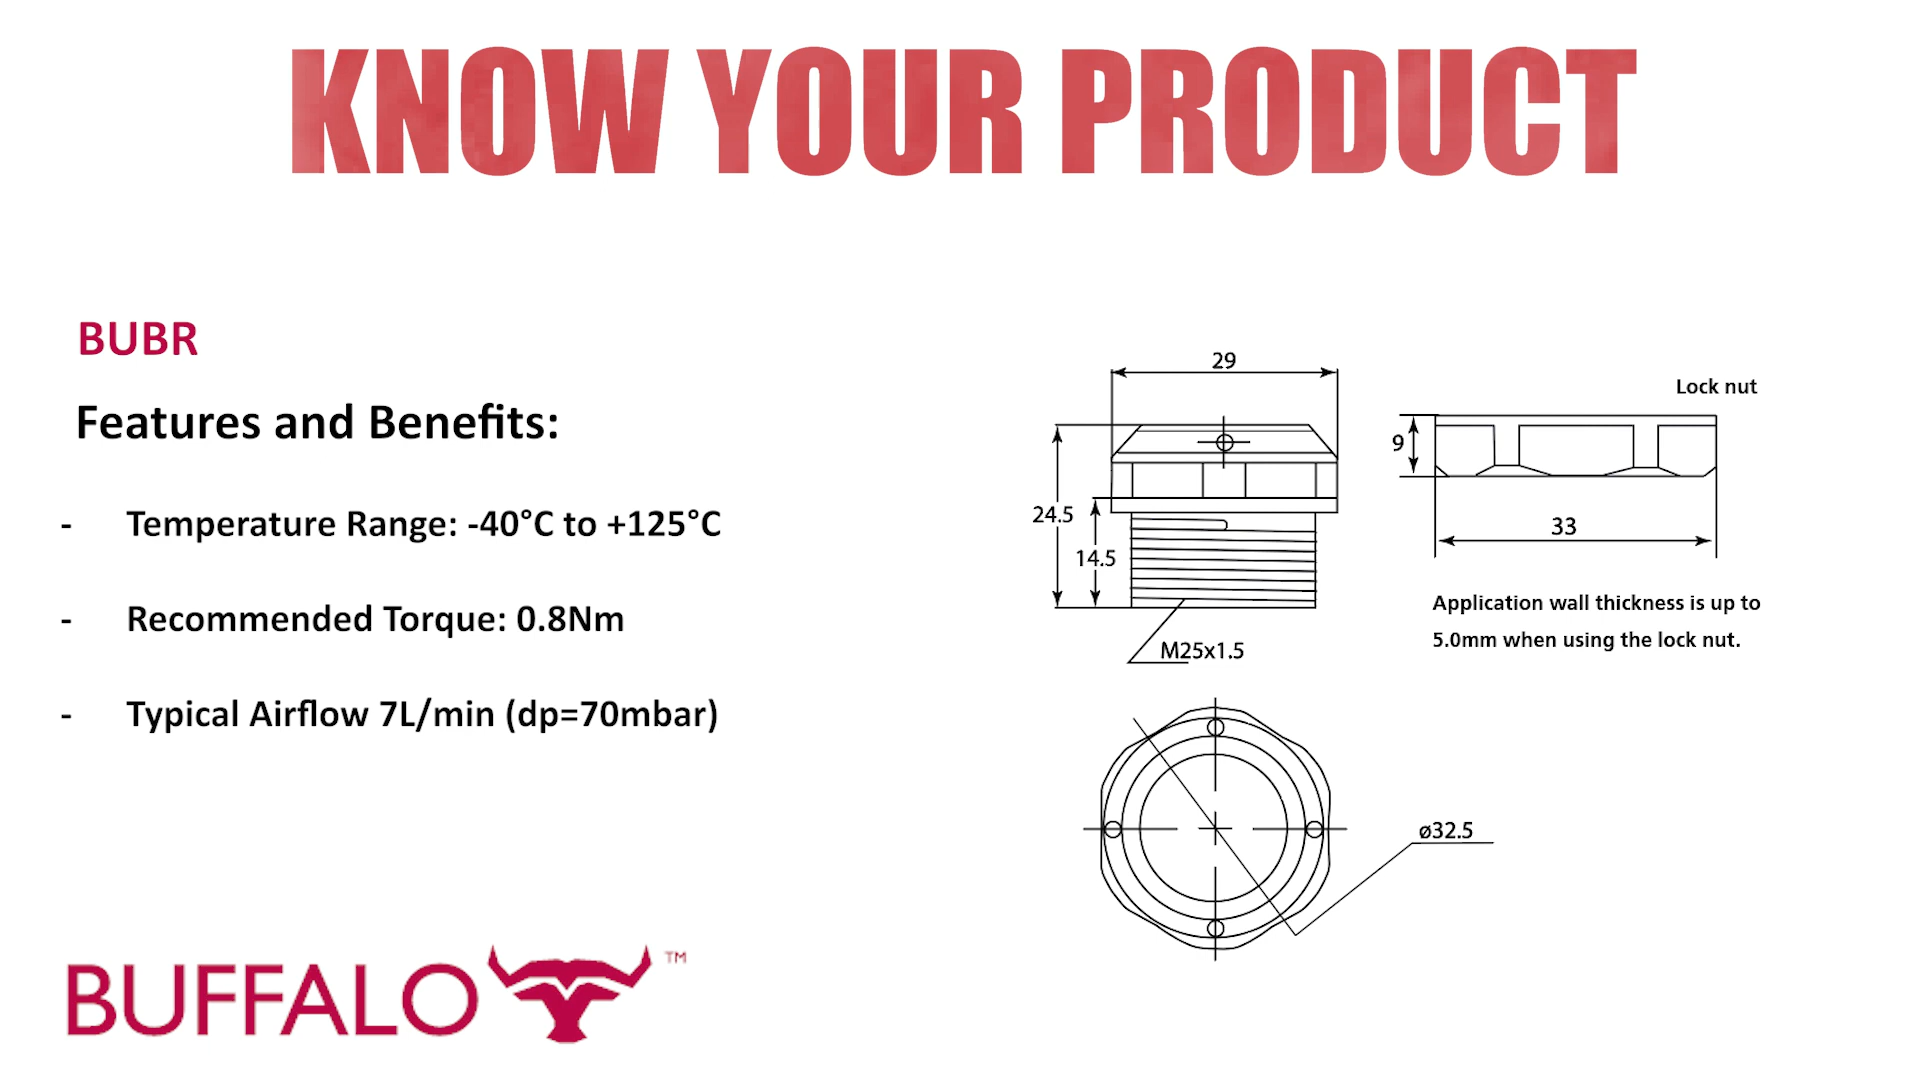 KNOW YOUR PRODUCT
BUBR
Features and Benefits:
- Temperature Range: -40°C to +125°C
- Recommended Torque: 0.8Nm
- Typical Airflow 7L/min (dp=70mbar)
29
24.5
14.5
M25x1.5
Lock nut
9
33
Application wall thickness is up to
5.0mm when using the lock nut.
ø32.5
BUFFALO ™